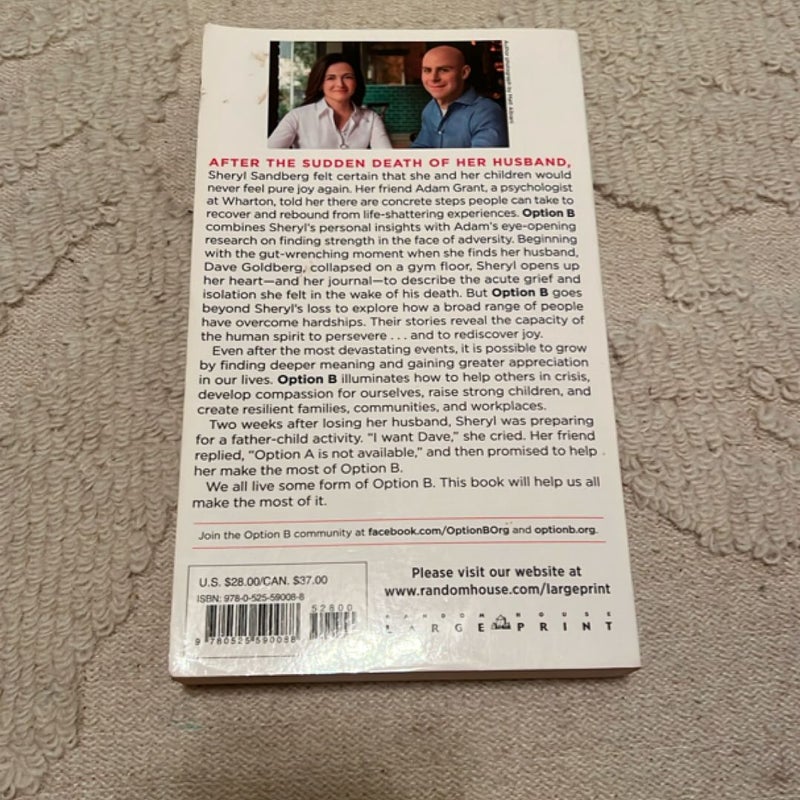 Author photograph by Matt Albiani
AFTER THE SUDDEN DEATH OF HER HUSBAND,
Sheryl Sandberg felt certain that she and her children would
never feel pure joy again. Her friend Adam Grant, a psychologist
at Wharton, told her there are concrete steps people can take to
recover and rebound from life-shattering experiences. Option B
combines Sheryl's personal insights with Adam's eye-opening
research on finding strength in the face of adversity. Beginning
with the gut-wrenching moment when she finds her husband,
Dave Goldberg, collapsed on a gym floor, Sheryl opens up
her heart—and her journal—to describe the acute grief and
isolation she felt in the wake of his death. But Option B goes
beyond Sheryl's loss to explore how a broad range of people
have overcome hardships. Their stories reveal the capacity of
the human spirit to persevere . . . and to rediscover joy.
Even after the most devastating events, it is possible to grow
by finding deeper meaning and gaining greater appreciation
in our lives. Option B illuminates how to help others in crisis,
develop compassion for ourselves, raise strong children, and
create resilient families, communities, and workplaces.
Two weeks after losing her husband, Sheryl was preparing
for a father-child activity. "I want Dave," she cried. Her friend
replied, "Option A is not available," and then promised to help
her make the most of Option B.
We all live some form of Option B. This book will help us all
make the most of it.
Join the Option B community at facebook.com/OptionBOrg and optionb.org.
U.S. $28.00/CAN. $37.00
ISBN: 978-0-525-59008-8
52800
9 780525 590088
Please visit our website at
www.randomhouse.com/largeprint
RANDOM HOUSE
LARGE PRINT